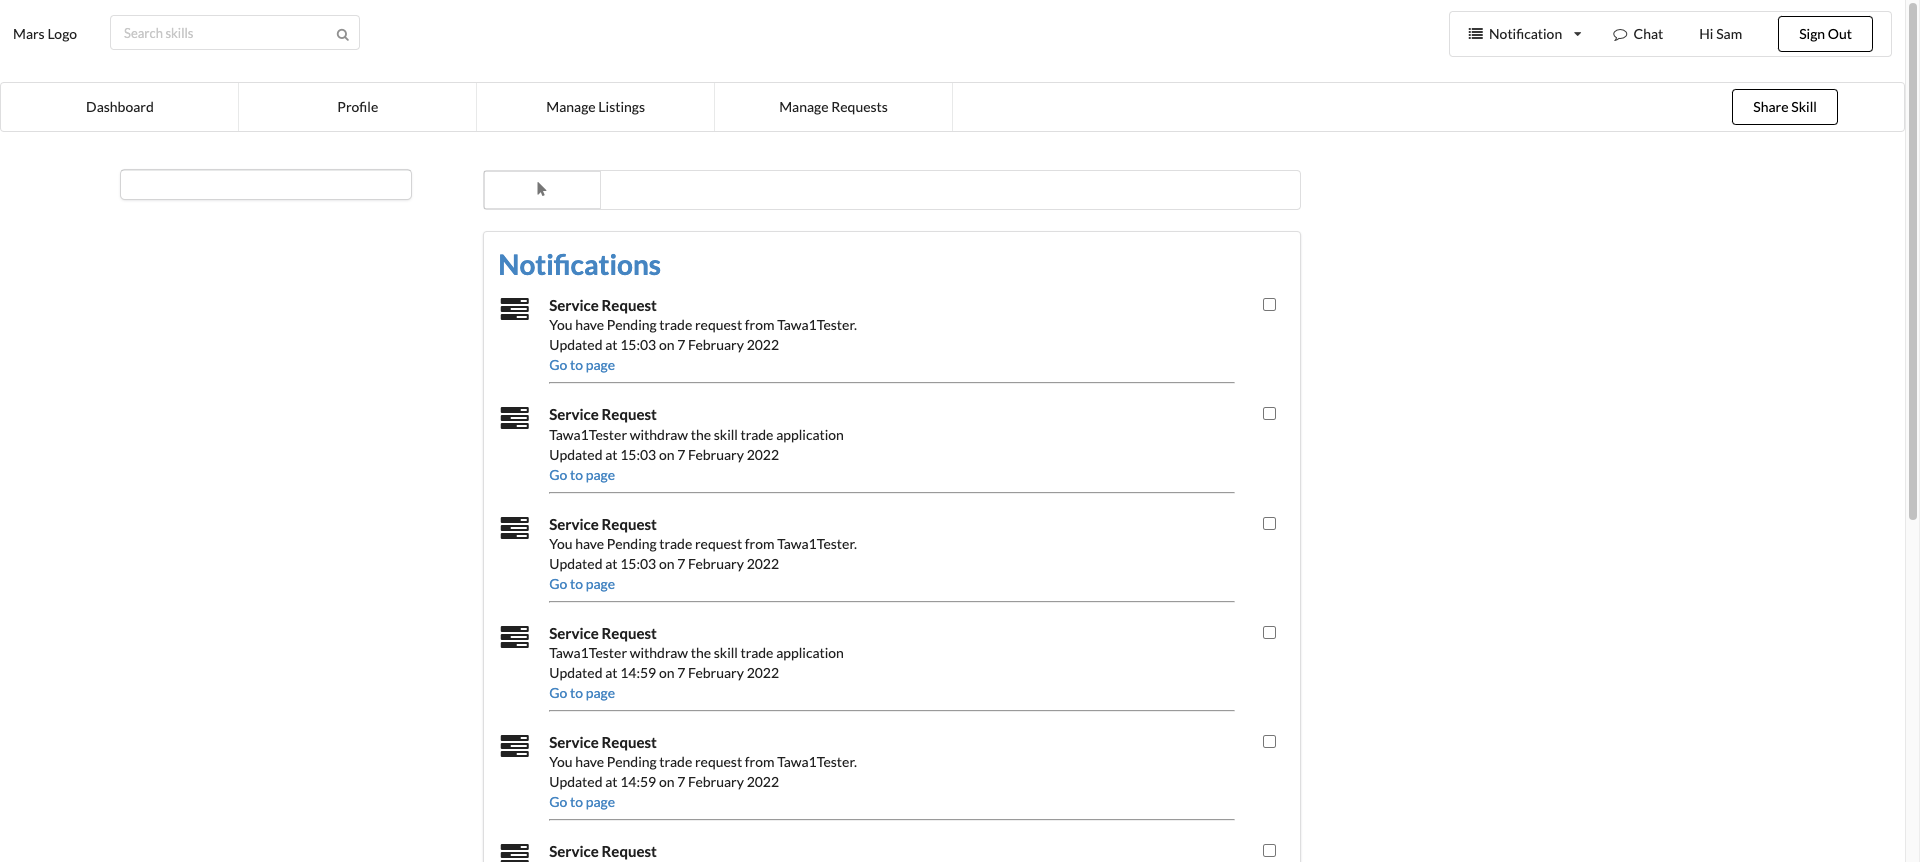 Mars Logo
Search skills
Notification
Chat
Hi Sam
Sign Out
Dashboard
Profile
Manage Listings
Manage Requests
Share Skill
Notifications
Service Request
You have Pending trade request from Tawa1Tester.
Updated at 15:03 on 7 February 2022
Go to page
Service Request
Tawa1Tester withdraw the skill trade application
Updated at 15:03 on 7 February 2022
Go to page
Service Request
You have Pending trade request from Tawa1Tester.
Updated at 15:03 on 7 February 2022
Go to page
Service Request
Tawa1Tester withdraw the skill trade application
Updated at 14:59 on 7 February 2022
Go to page
Service Request
You have Pending trade request from Tawa1Tester.
Updated at 14:59 on 7 February 2022
Go to page
Service Request